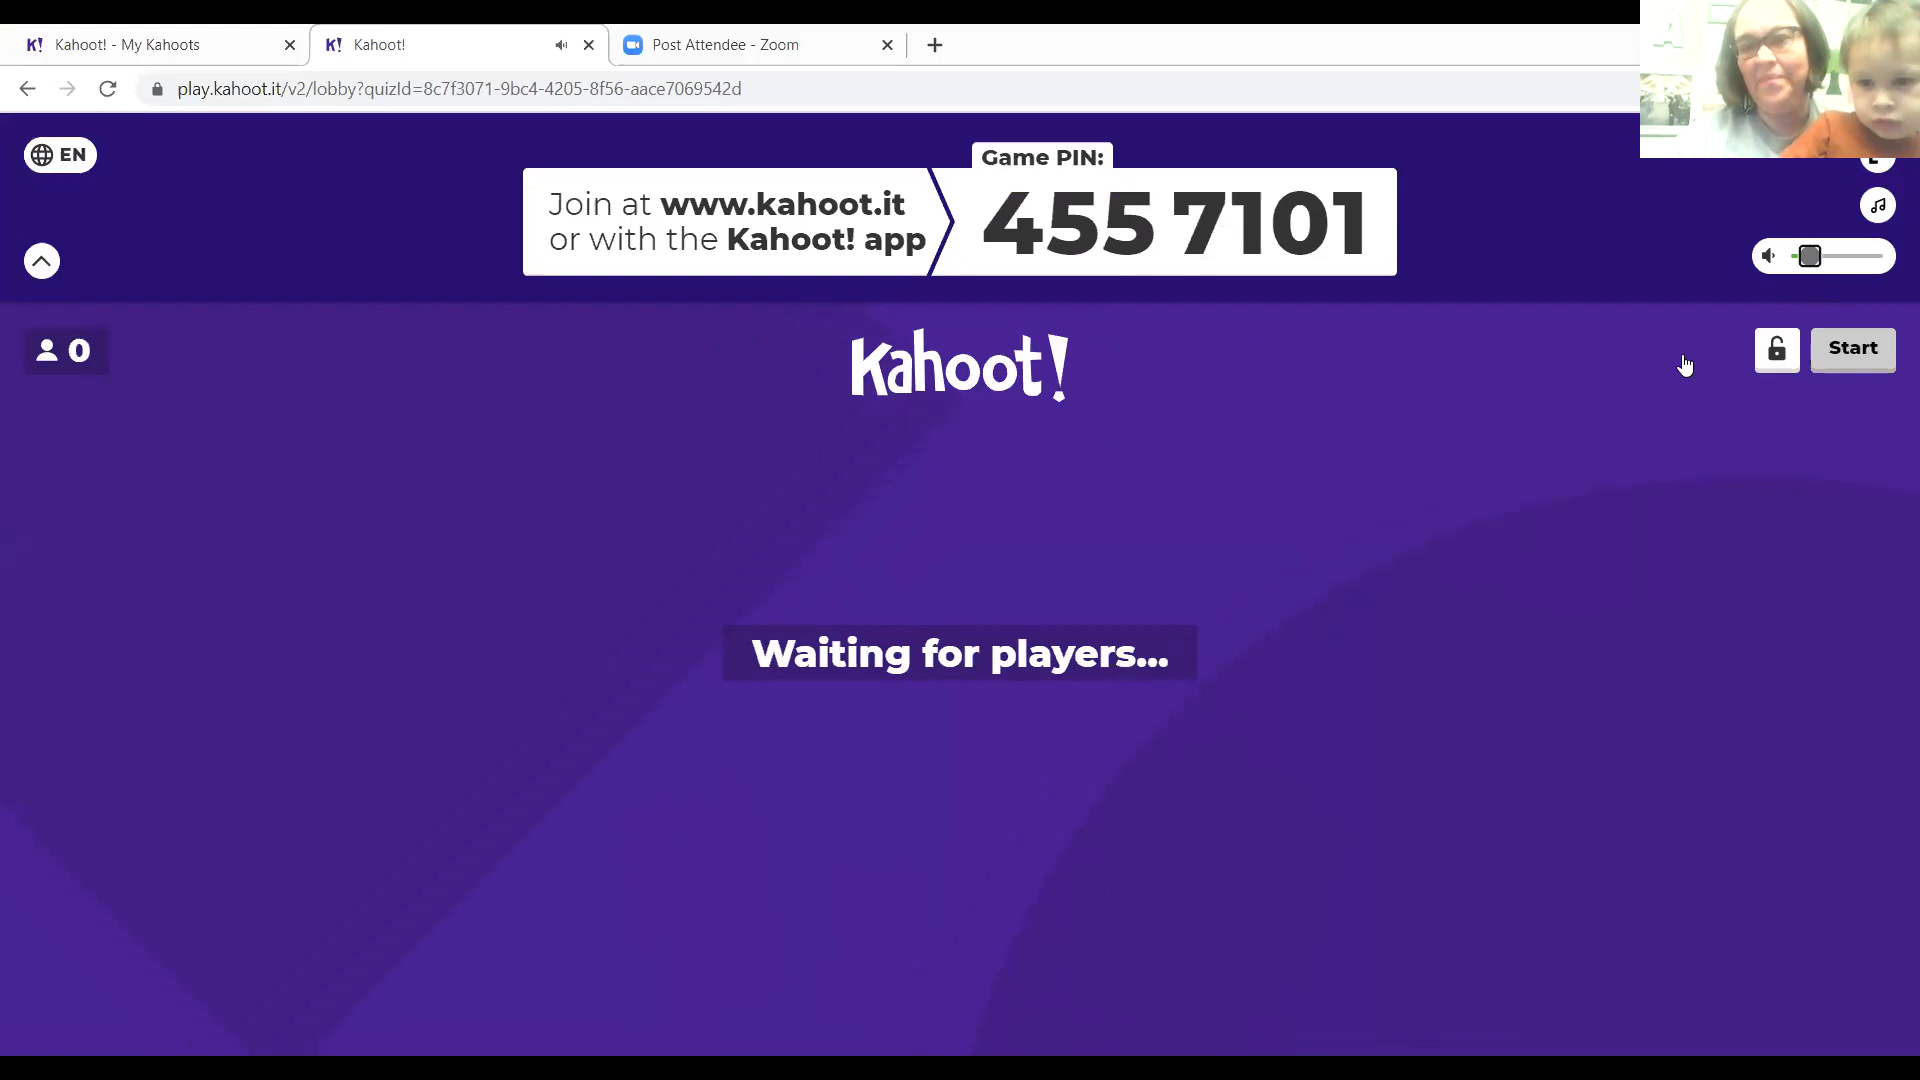 Kahoot! - My Kahoots
Kahoot!
Post Attendee - Zoom
play.kahoot.it/v2/lobby?quizId=8c7f3071-9bc4-4205-8f56-aace7069542d
EN
Game PIN:
Join at www.kahoot.it
or with the Kahoot! app
455 7101
0
Kahoot!
Start
Waiting for players...